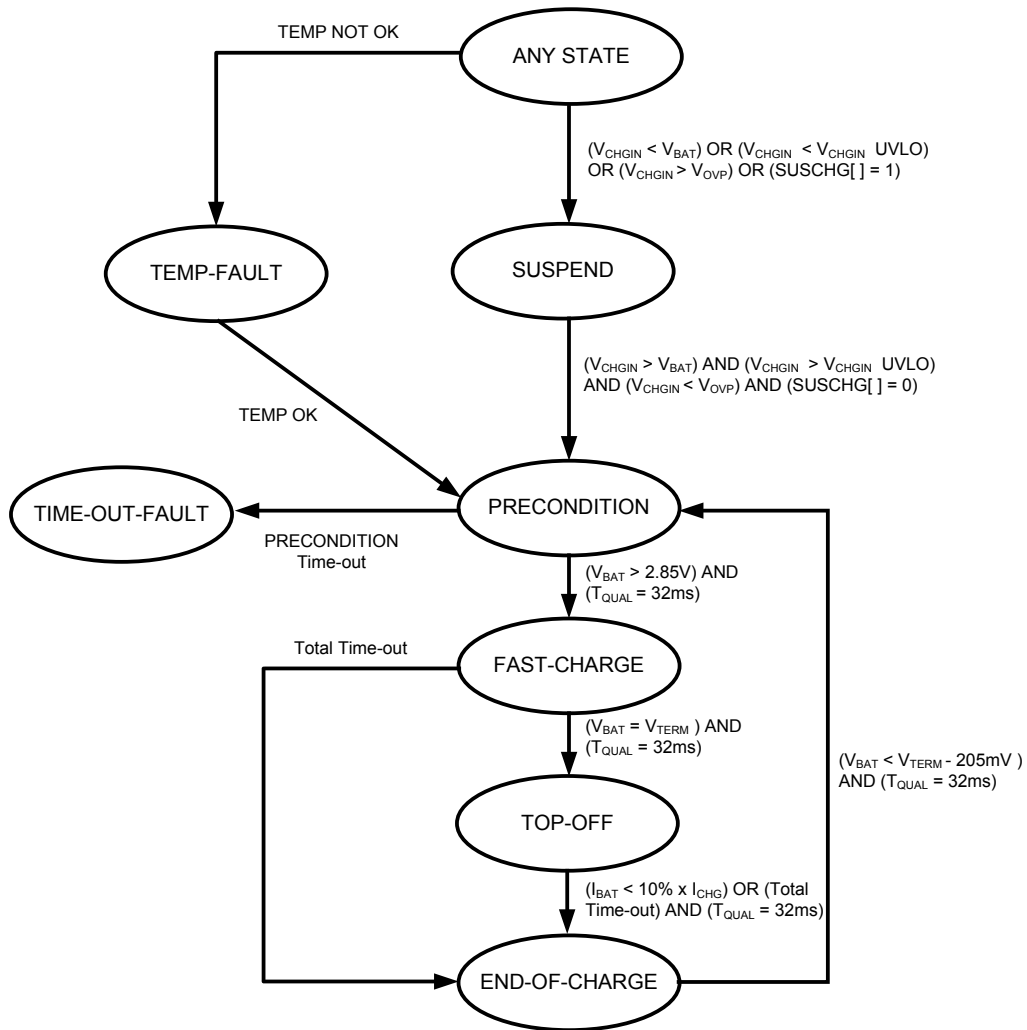 TEMP NOT OK
ANY STATE
(VCHGIN < VBAT) OR (VCHGIN < VCHGIN UVLO)
OR (VCHGIN > VOVP) OR (SUSCHG[ ] = 1)
TEMP-FAULT
SUSPEND
(VCHGIN > VBAT) AND (VCHGIN > VCHGIN UVLO)
AND (VCHGIN < VOVP) AND (SUSCHG[ ] = 0)
TEMP OK
TIME-OUT-FAULT
PRECONDITION
PRECONDITION
Time-out
(VBAT > 2.85V) AND
(TQUAL = 32ms)
Total Time-out
FAST-CHARGE
(VBAT = VTERM ) AND
(TQUAL = 32ms)
(VBAT < VTERM - 205mV )
AND (TQUAL = 32ms)
TOP-OFF
(IBAT < 10% x ICHG) OR (Total
Time-out) AND (TQUAL = 32ms)
END-OF-CHARGE